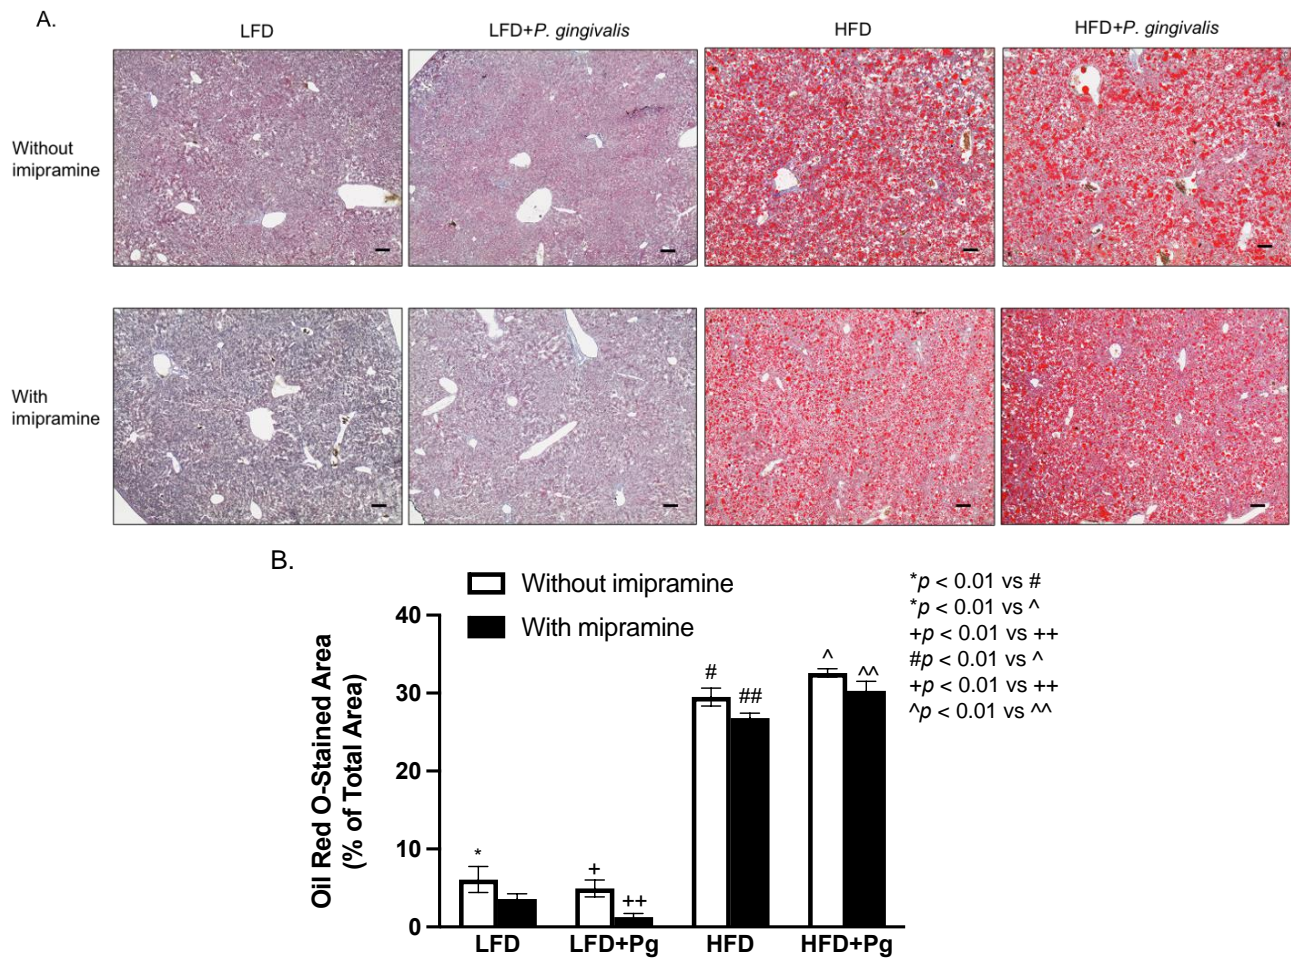 A.
LFD
LFD+P. gingivalis
HFD
HFD+P. gingivalis
Without
imipramine
With
imipramine
B.
Without imipramine
With mipramine
*p < 0.01 vs #
*p < 0.01 vs ^
+p < 0.01 vs ++
#p < 0.01 vs ^
+p < 0.01 vs ++
^p < 0.01 vs ^^
Oil Red O-Stained Area
(% of Total Area)
40
30
20
10
0
*
+
++
#
##
^
^^
LFD
LFD+Pg
HFD
HFD+Pg